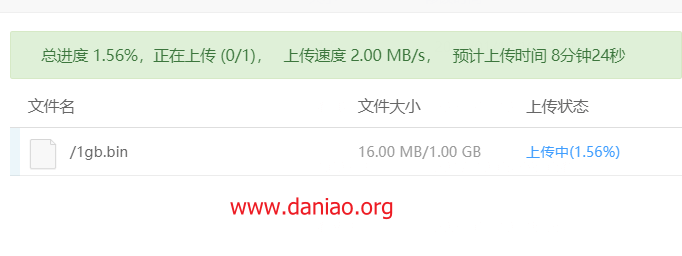 总进度 1.56%，正在上传 (0/1)， 上传速度 2.00 MB/s， 预计上传时间 8分钟24秒
文件名 文件大小 上传状态
/1gb.bin 16.00 MB/1.00 GB 上传中(1.56%)
www.daniao.org